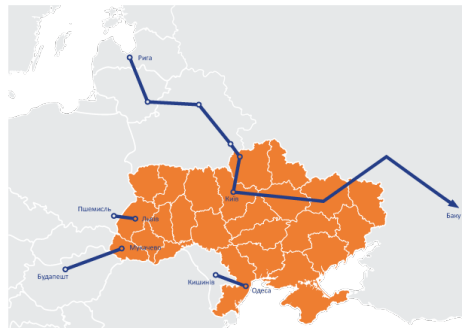 Рига
Київ
Баку
Пшемисль
Львів
Мукачево
Будапешт
Кишинів
Одеса